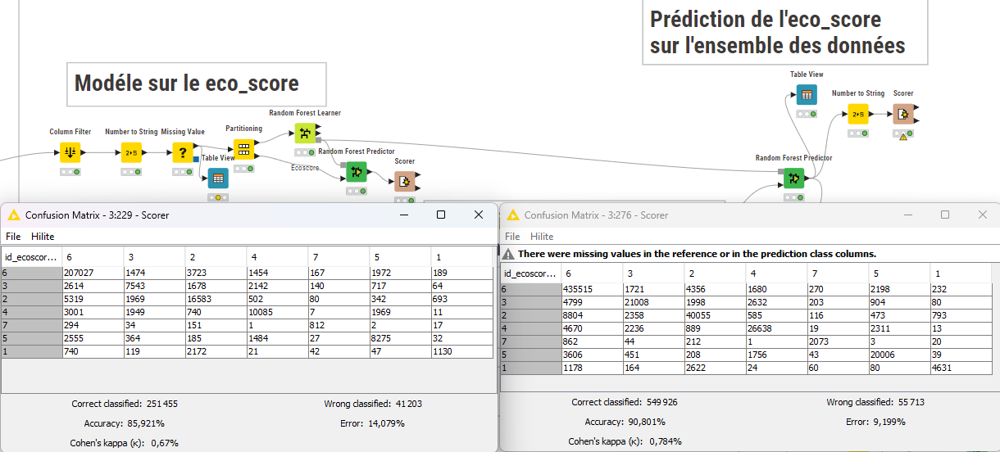 Prédiction de l'eco_score
sur l'ensemble des données
Modéle sur le eco_score
Table View
Number to String Scorer
Random Forest Learner
Column Filter Number to String Missing Value Partitioning
Table View
Random Forest Predictor
Ecoscore
Scorer
Random Forest Predictor
Confusion Matrix - 3:229 - Scorer
File Hilite
id_ecoscor... 6 3 2 4 7 5 1
6 207027 1474 3723 1454 167 1972 189
3 2614 7543 1678 2142 140 717 64
2 5319 1969 16583 502 80 342 693
4 3001 1949 740 10085 7 1969 11
7 294 34 151 1 812 2 17
5 2555 364 185 1484 27 8275 32
1 740 119 2172 21 42 47 1130
Correct classified: 251 455 Wrong classified: 41 203
Accuracy: 85,921% Error: 14,079%
Cohen's kappa (κ): 0,67%
Confusion Matrix - 3:276 - Scorer
File Hilite
There were missing values in the reference or in the prediction class columns.
id_ecoscor... 6 3 2 4 7 5 1
6 435515 1721 4356 1680 270 2198 232
3 4799 21008 1998 2632 203 904 80
2 8804 2358 40055 585 116 473 793
4 4670 2236 889 26638 19 2311 13
7 862 44 212 1 2073 3 20
5 3606 451 208 1756 43 20006 39
1 1178 164 2622 24 60 80 4631
Correct classified: 549 926 Wrong classified: 55 713
Accuracy: 90,801% Error: 9,199%
Cohen's kappa (κ): 0,784%